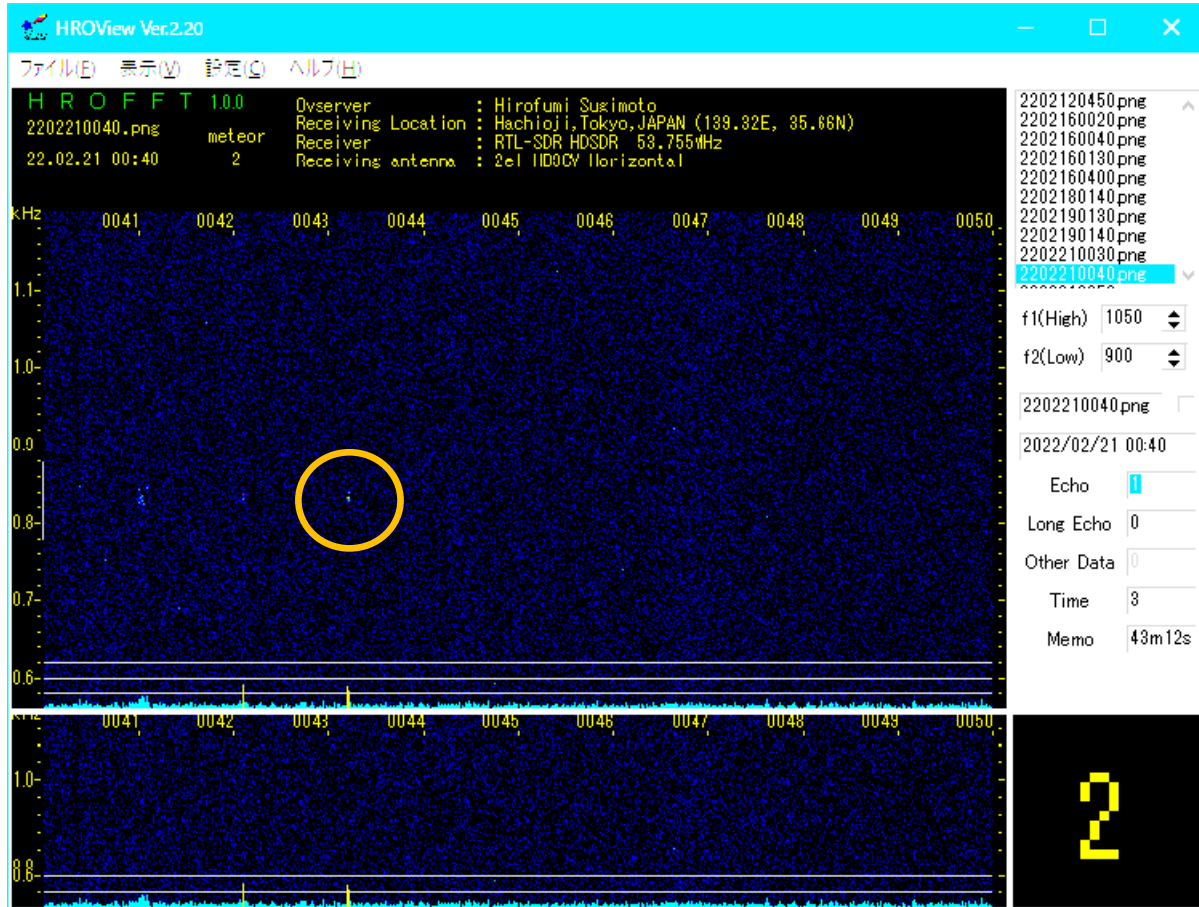 HROView Ver.2.20
ファイル(F) 表示(V) 設定(C) ヘルプ(H)
H R O F F T 1.0.0
2202210040.png
meteor
22.02.21 00:40 2
Ovserver : Hirofumi Sugimoto
Receiving Location : Hachioji,Tokyo,JAPAN (139.32E, 35.66N)
Receiver : RTL-SDR HDSDR 53.755MHz
Receiving antenna : 2el HB9CV Horizontal
kHz 0041 0042 0043 0044 0045 0046 0047 0048 0049 0050
1.1-
1.0-
0.9
0.8-
0.7-
0.6-
kHz 0041 0042 0043 0044 0045 0046 0047 0048 0049 0050
1.0-
2202120450.png
2202160020.png
2202160040.png
2202160130.png
2202160400.png
2202180140.png
2202190130.png
2202190140.png
2202210030.png
2202210040.png
f1(High) 1050
f2(Low) 900
2202210040.png
2022/02/21 00:40
Echo 1
Long Echo 0
Other Data 0
Time 3
Memo 43m12s
2